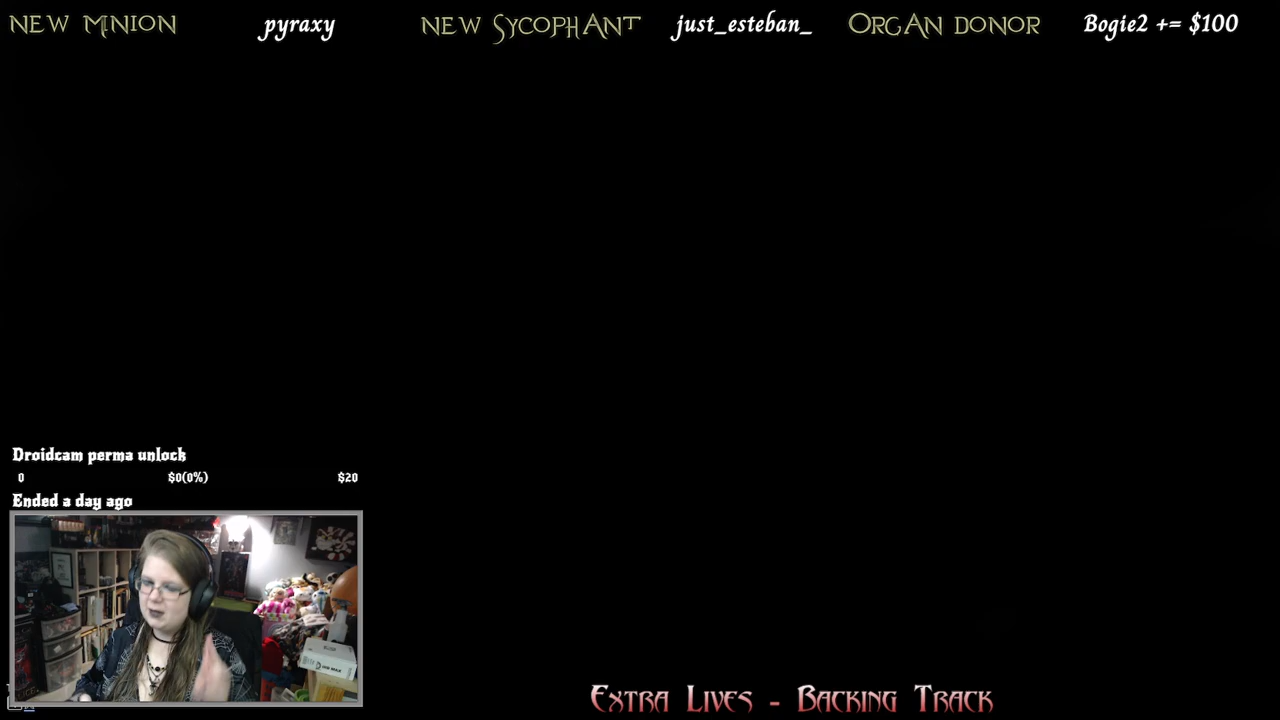 NEW MINION pyraxy NEW SYCOPHANT just_esteban_ ORGAN DONOR Bogie2 += $100
Droidcam perma unlock
0 $0(0%) $20
Ended a day ago
EXTRA LIVES - BACKING TRACK